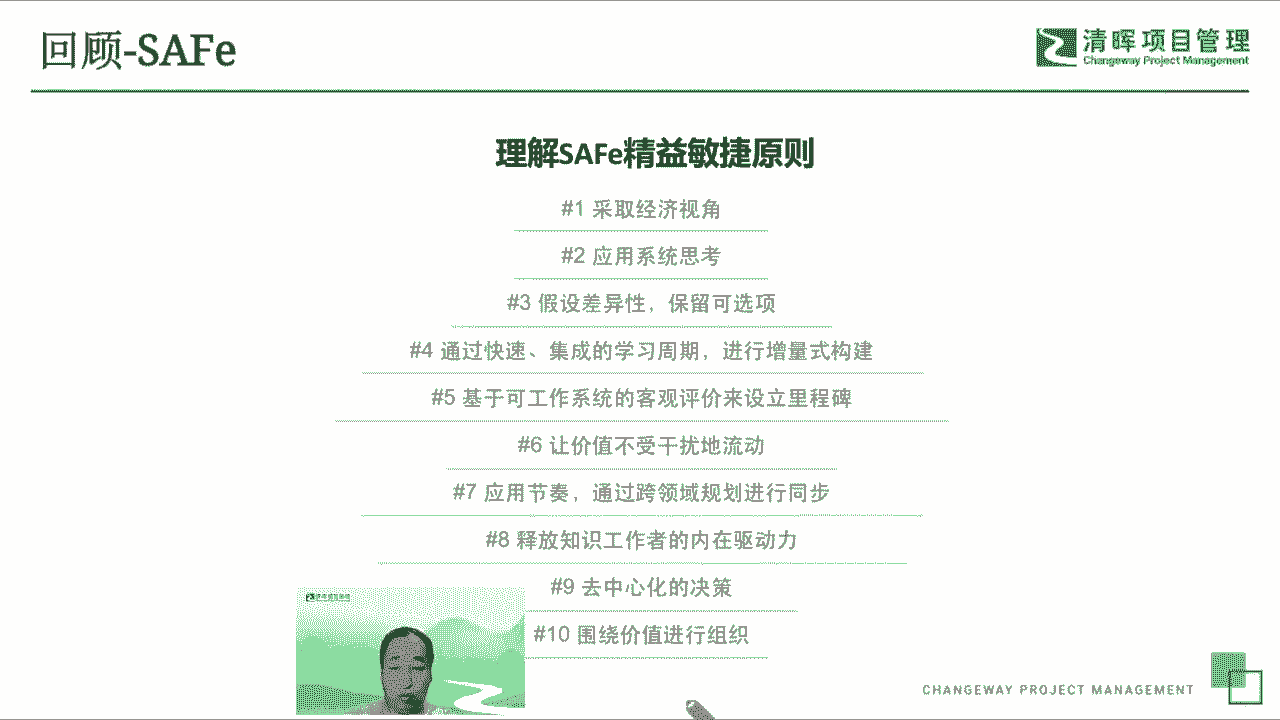 回顾-SAFe
清晖项目管理
Changeway Project Management
理解SAFe精益敏捷原则
#1 采取经济视角
#2 应用系统思考
#3 假设差异性，保留可选项
#4 通过快速、集成的学习周期，进行增量式构建
#5 基于可工作系统的客观评价来设立里程碑
#6 让价值不受干扰地流动
#7 应用节奏，通过跨领域规划进行同步
#8 释放知识工作者的内在驱动力
#9 去中心化的决策
#10 围绕价值进行组织
CHANGEWAY PROJECT MANAGEMENT